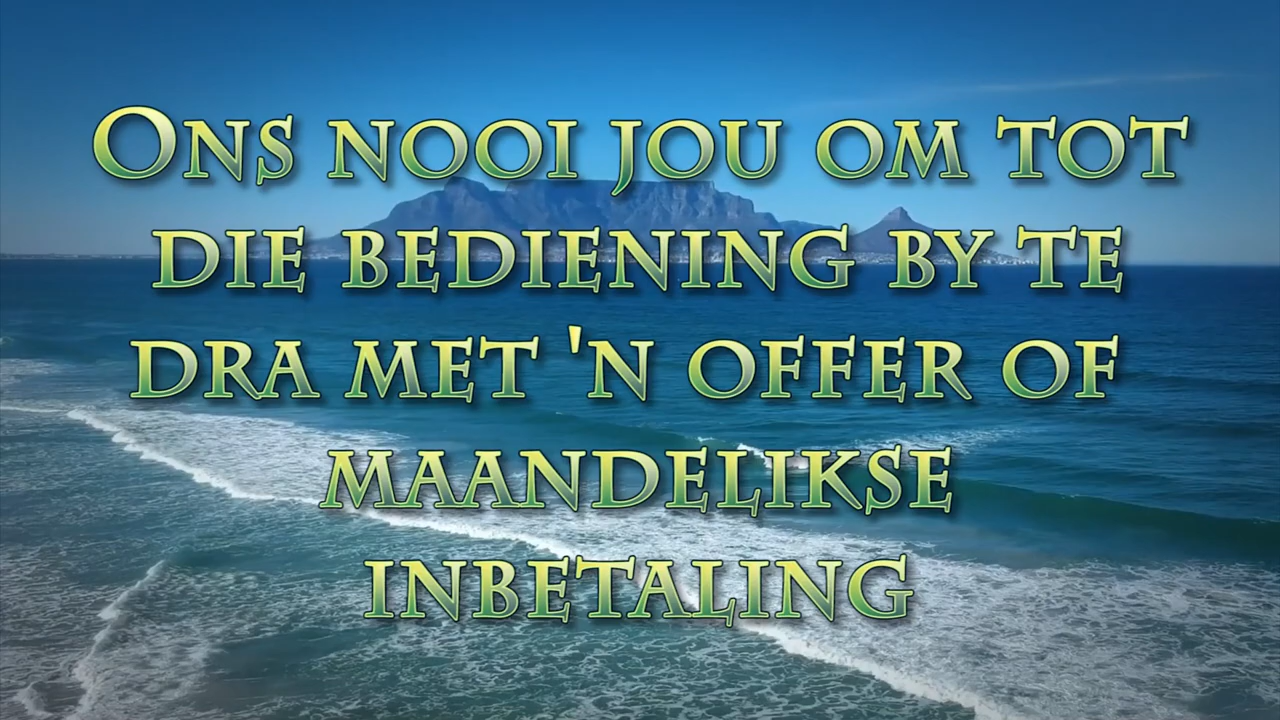 Ons nooi jou om tot
die bediening by te
dra met 'n offer of
maandelikse
inbetaling